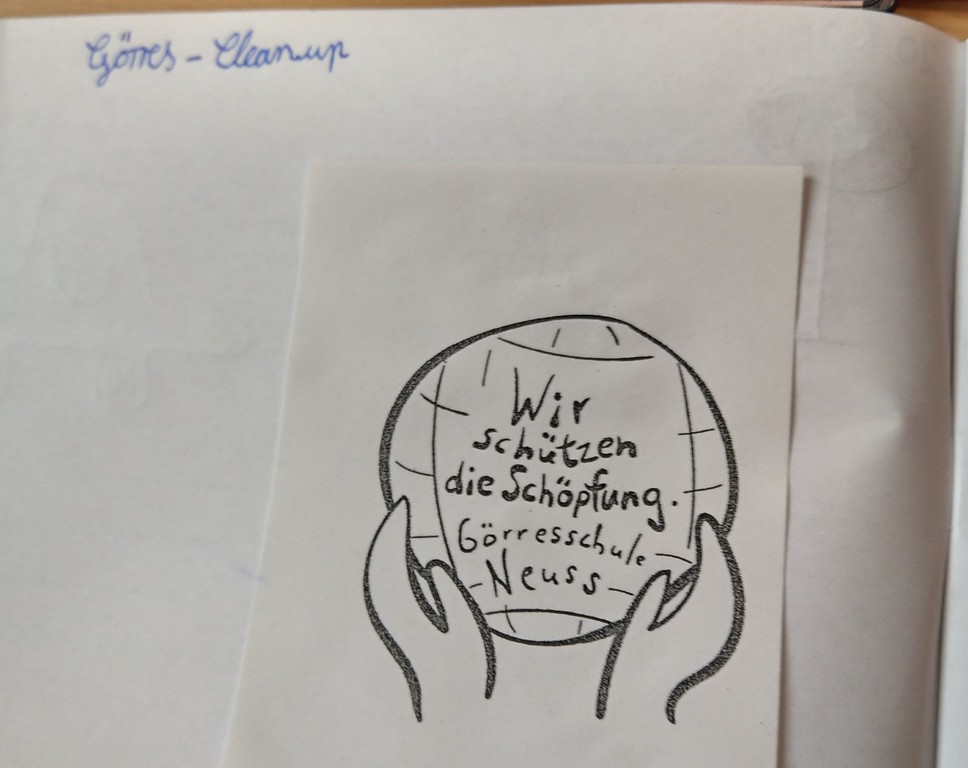 Görres - Cleanup
Wir
schützen
die Schöpfung.
Görresschule
Neuss